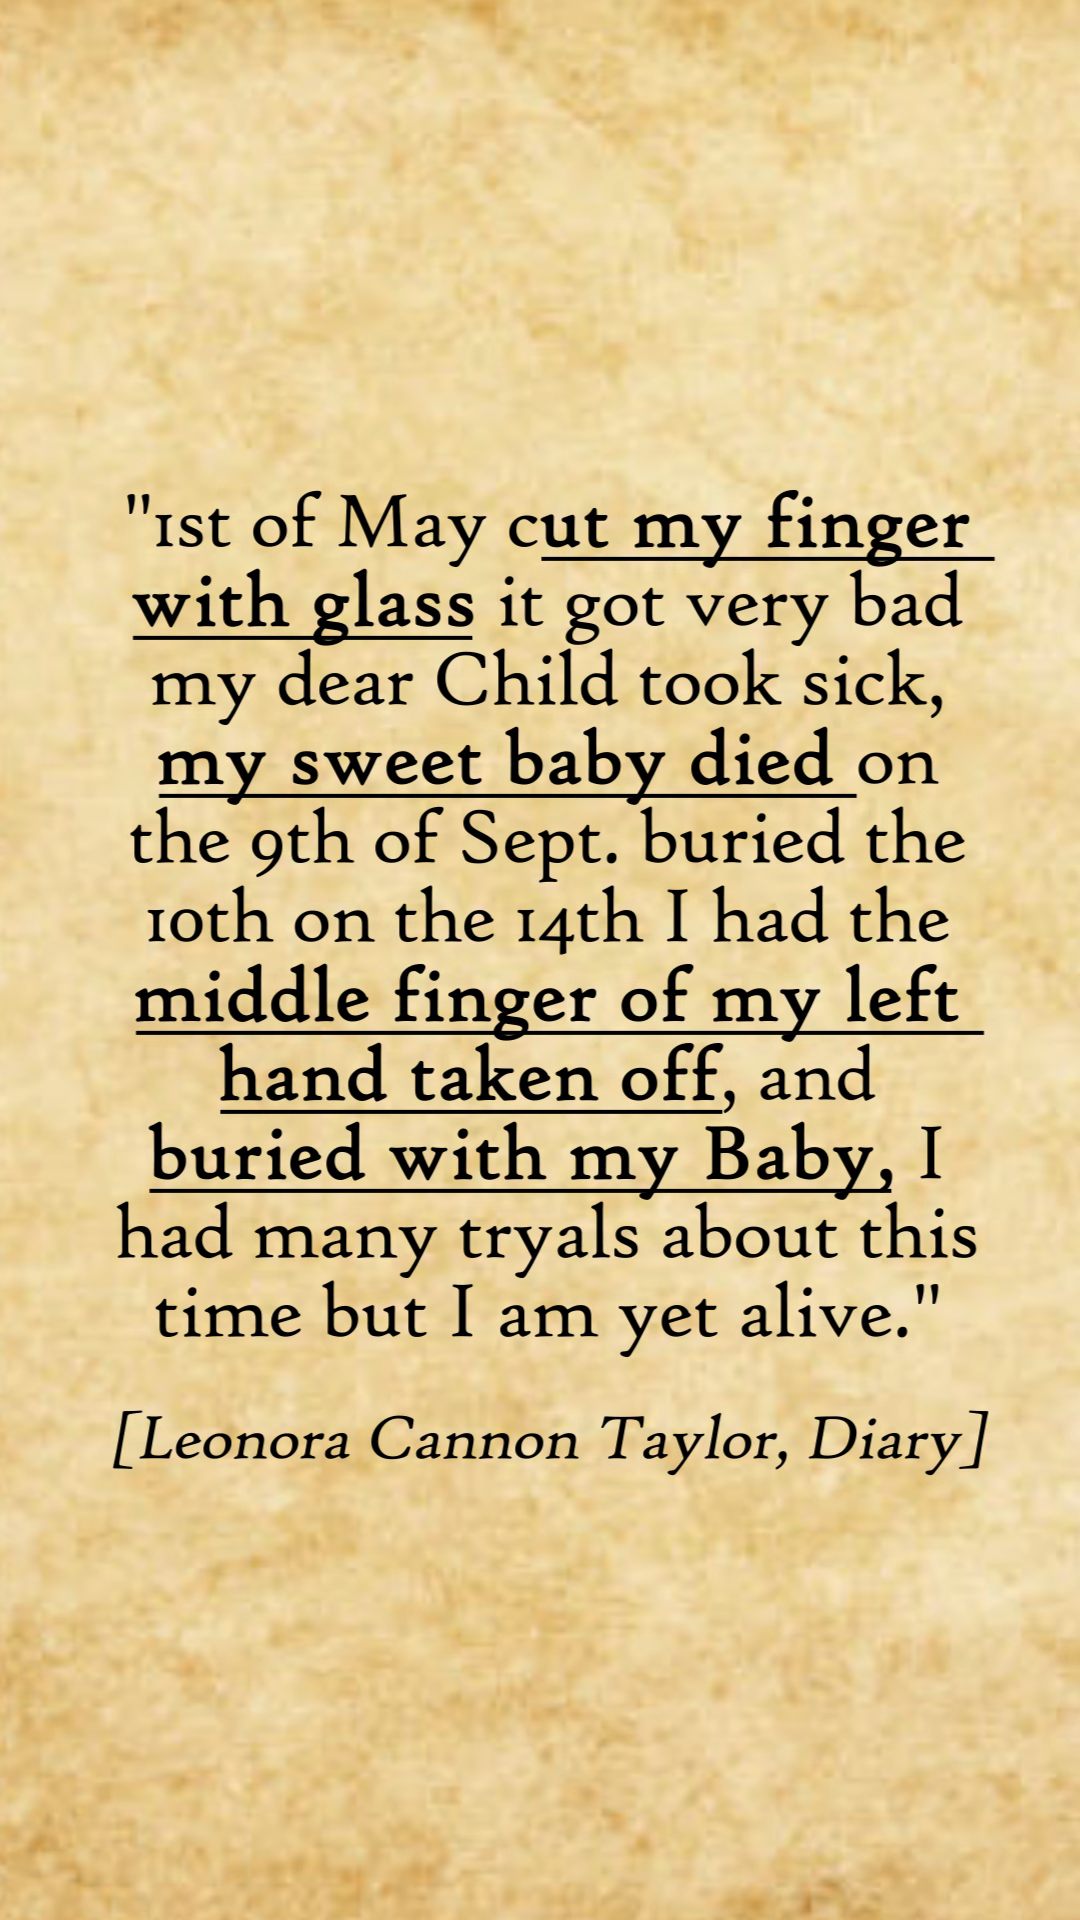 "1st of May cut my finger
with glass it got very bad
my dear Child took sick,
my sweet baby died on
the 9th of Sept. buried the
10th on the 14th I had the
middle finger of my left
hand taken off, and
buried with my Baby, I
had many tryals about this
time but I am yet alive."
[Leonora Cannon Taylor, Diary]